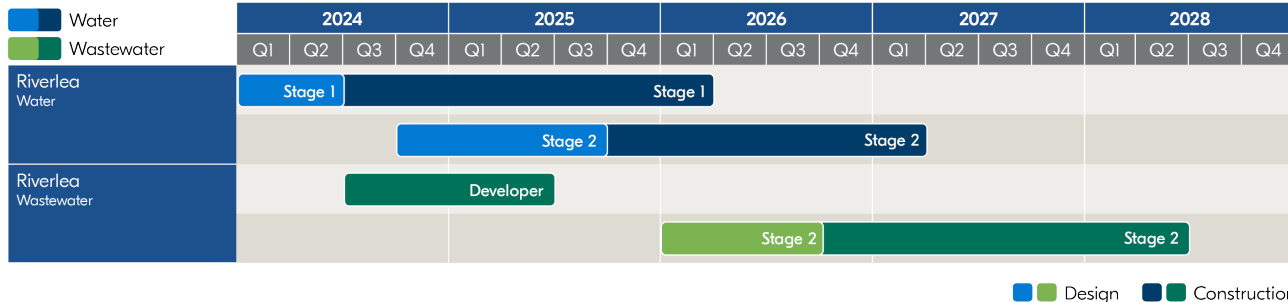 Water
Wastewater
2024 2025 2026 2027 2028
Q1 Q2 Q3 Q4 Q1 Q2 Q3 Q4 Q1 Q2 Q3 Q4 Q1 Q2 Q3 Q4 Q1 Q2 Q3 Q4
Riverlea
Water
Stage 1 Stage 1
Stage 2 Stage 2
Riverlea
Wastewater
Developer
Stage 2 Stage 2
Design Construction